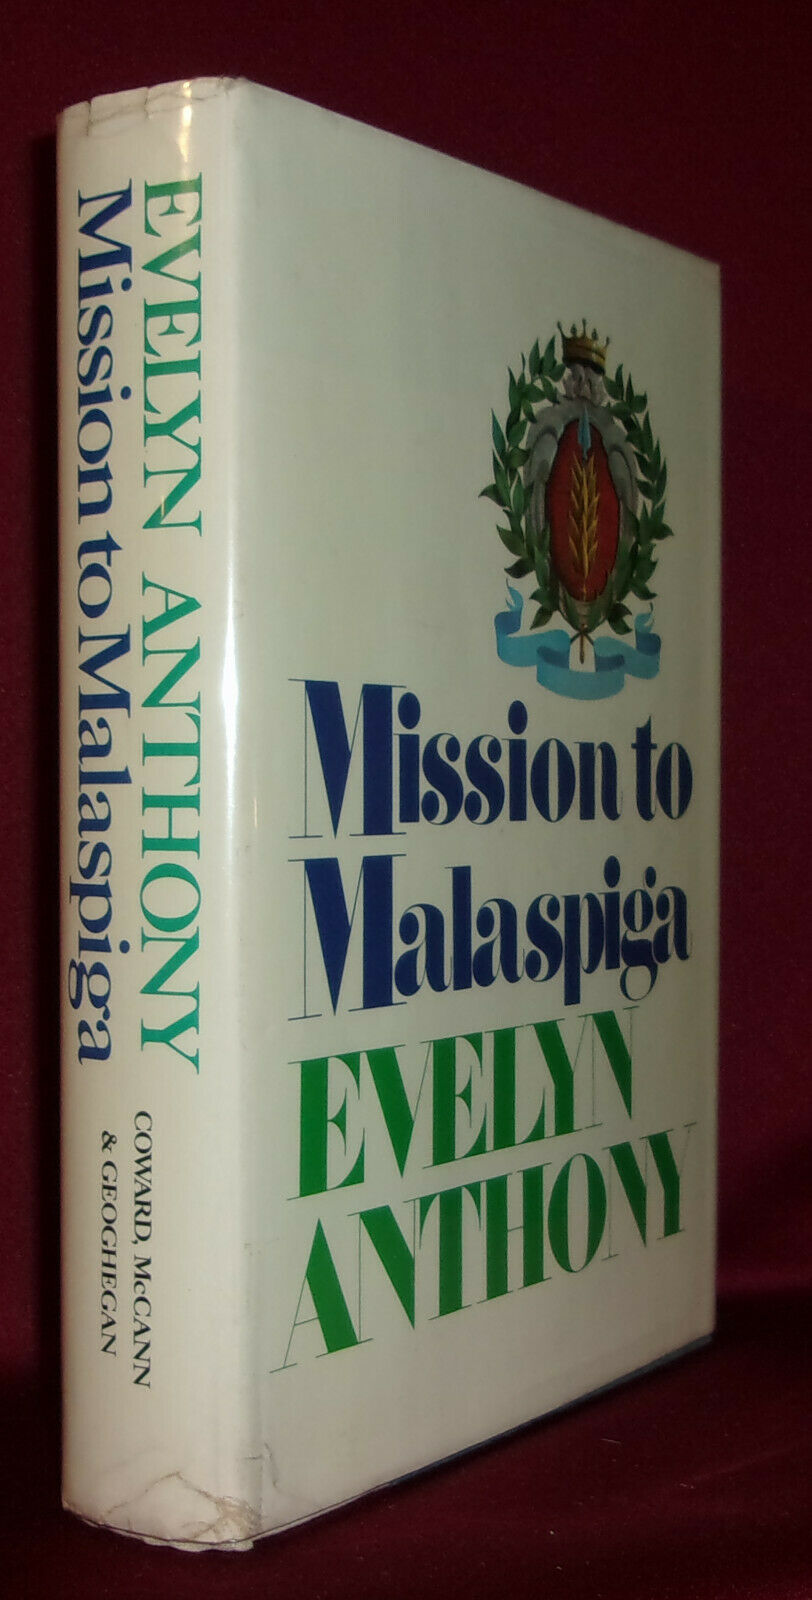 EVELYN ANTHONY
Mission to Malaspiga
COWARD, McCANN
& GEOGHEGAN
Mission to
Malaspiga
EVELYN
ANTHONY